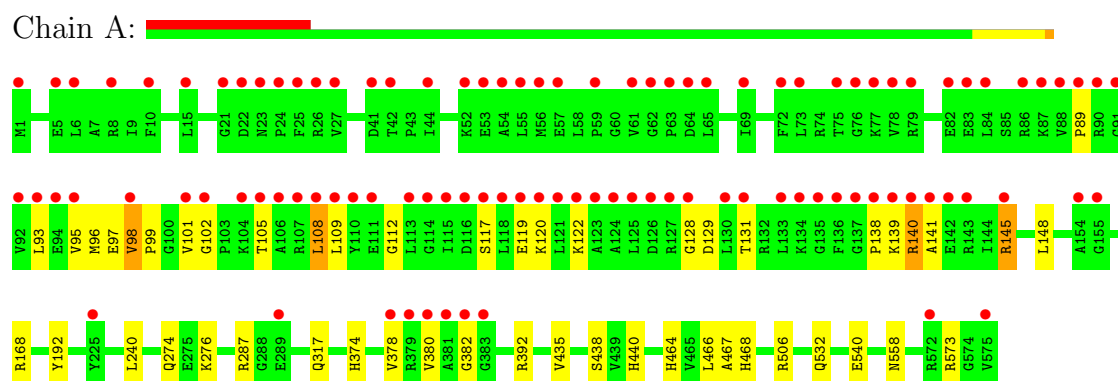 Chain A:
M1 E5 L6 A7 R8 I9 F10 L15 G21 D22 N23 P24 F25 R26 V27 D41 T42 P43 I44 K52 E53 A54 L55 M56 E57 L58 P59 G60 V61 G62 P63 D64 L65 I69 F72 L73 R74 T75 G76 K77 V78 R79 E82 E83 L84 S85 R86 K87 V88 P89 R90 G91
V92 L93 E94 V95 M96 E97 V98 P99 G100 V101 G102 P103 K104 T105 A106 R107 L108 L109 Y110 E111 G112 L113 G114 I115 D116 S117 L118 E119 K120 L121 K122 A123 A124 L125 D126 R127 G128 D129 L130 T131 R132 L133 K134 G135 F136 G137 P138 K139 R140 A141 E142 R143 I144 R145 L148 A154 G155
R168 Y192 Y225 L240 Q274 E275 K276 R287 G288 E289 Q317 H374 V378 R379 V380 A381 G382 G383 R392 V435 S438 V439 H440 H464 V465 L466 A467 H468 R506 Q532 E540 N558 R572 R573 G574 V575